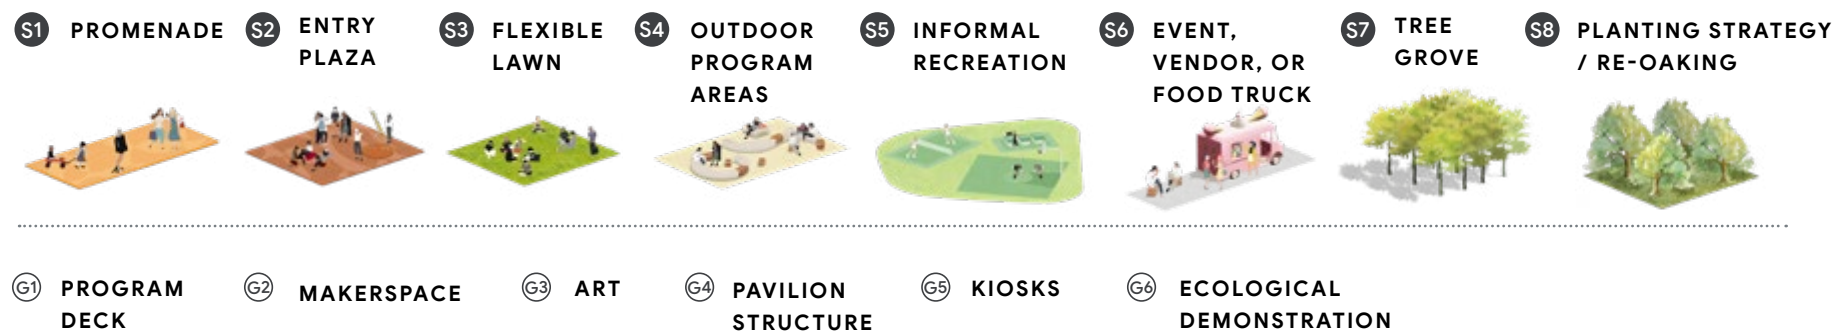 S1 PROMENADE
S2 ENTRY
PLAZA
S3 FLEXIBLE
LAWN
S4 OUTDOOR
PROGRAM
AREAS
S5 INFORMAL
RECREATION
S6 EVENT,
VENDOR, OR
FOOD TRUCK
S7 TREE
GROVE
S8 PLANTING STRATEGY
/ RE-OAKING
G1 PROGRAM
DECK
G2 MAKERSPACE
G3 ART
G4 PAVILION
STRUCTURE
G5 KIOSKS
G6 ECOLOGICAL
DEMONSTRATION